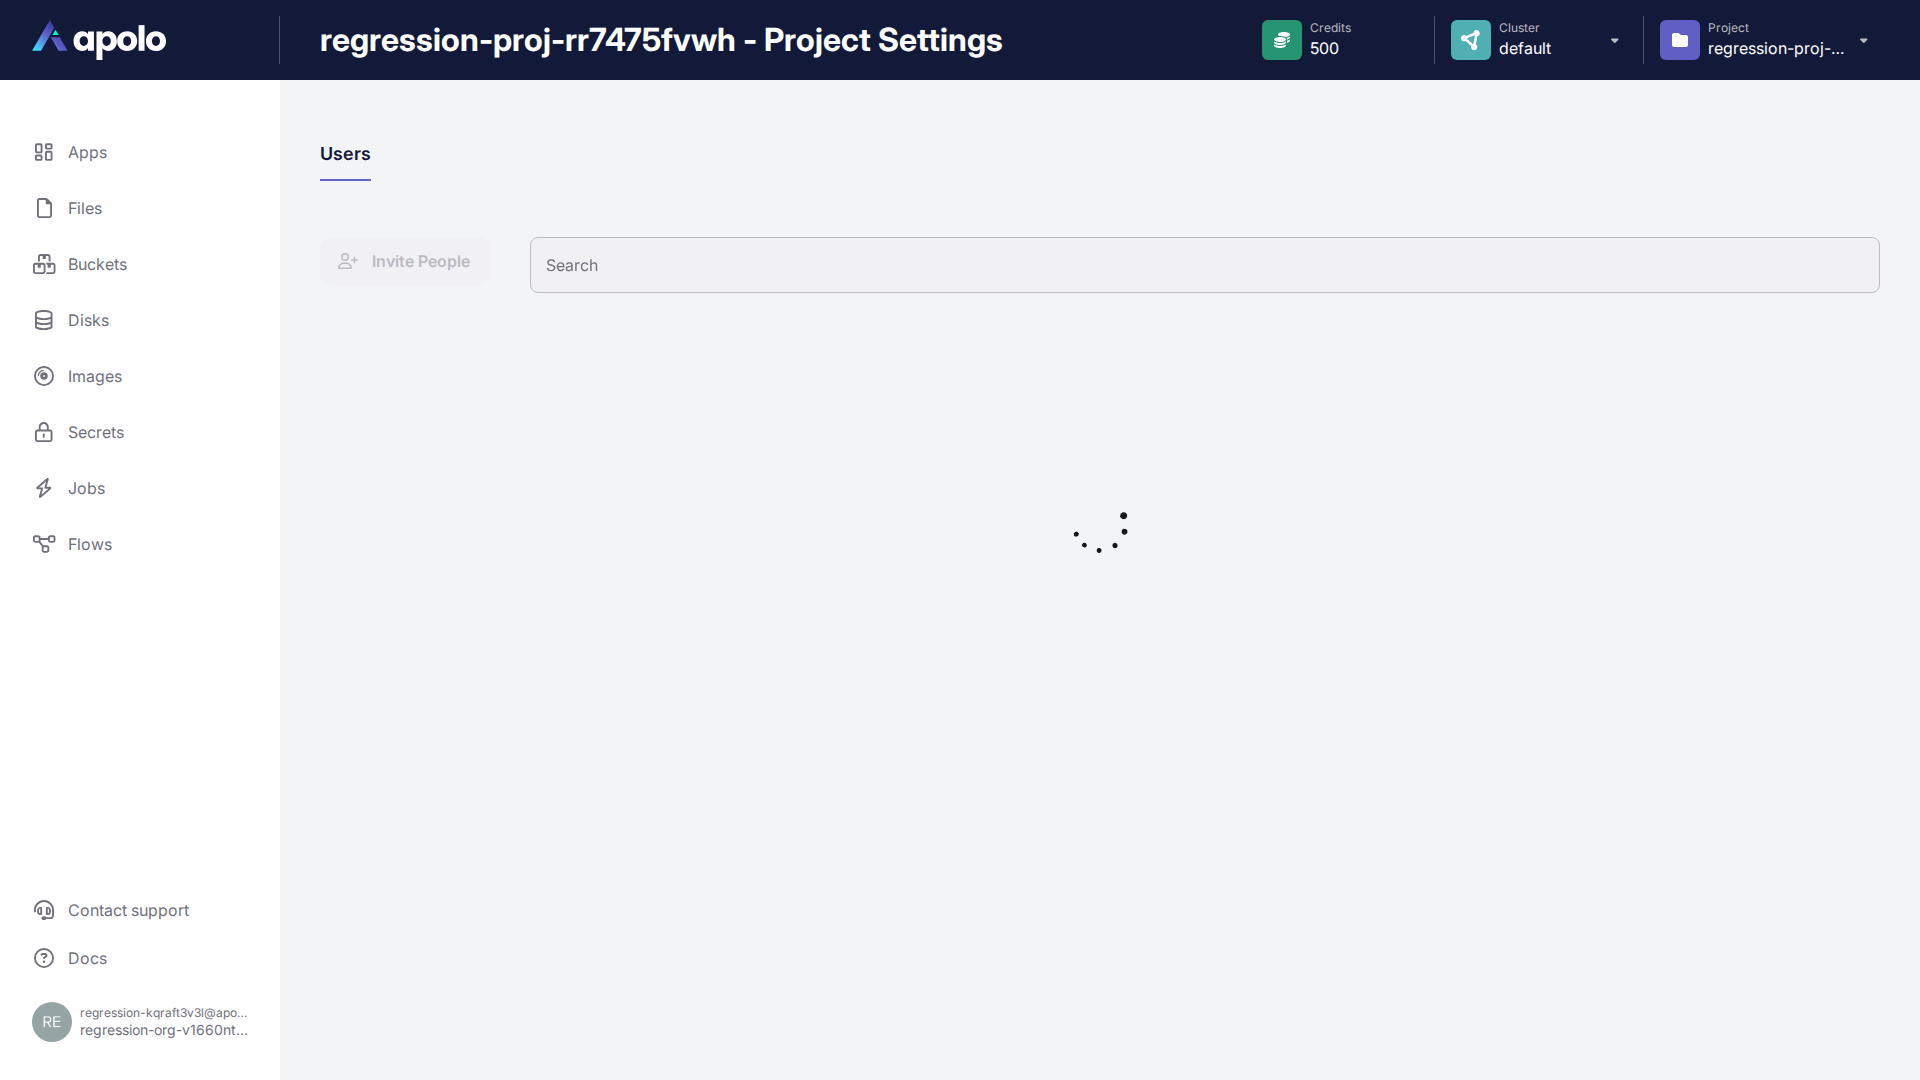 apolo
regression-proj-rr7475fvwh - Project Settings
Credits
500
Cluster
default
Project
regression-proj-...
Apps
Files
Buckets
Disks
Images
Secrets
Jobs
Flows
Users
Invite People
Search
Contact support
Docs
RE
regression-kqraft3v3l@apo...
regression-org-v1660nt...